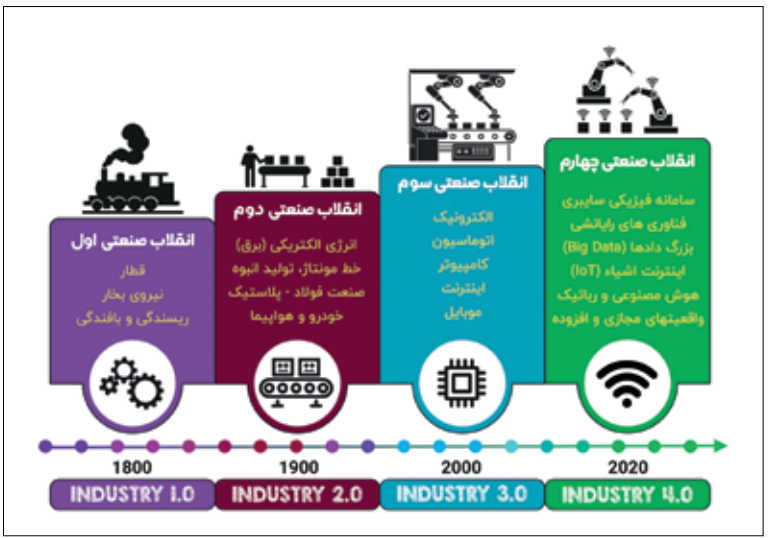 انقلاب صنعتی اول
قطار
نیروی بخار
ریسندگی و بافندگی
انقلاب صنعتی دوم
انرژی الکتریکی (برق)
خط مونتاژ، تولید انبوه
صنعت فولاد - پلاستیک
خودرو و هواپیما
انقلاب صنعتی سوم
الکترونیک
اتوماسیون
کامپیوتر
اینترنت
موبایل
انقلاب صنعتی چهارم
سامانه فیزیکی سایبری
فناوری های رایانشی
بزرگ دادها (Big Data)
اینترنت اشیاء (IoT)
هوش مصنوعی و رباتیک
واقعیتهای مجازی و افزوده
1800
1900
2000
2020
INDUSTRY 1.0
INDUSTRY 2.0
INDUSTRY 3.0
INDUSTRY 4.0